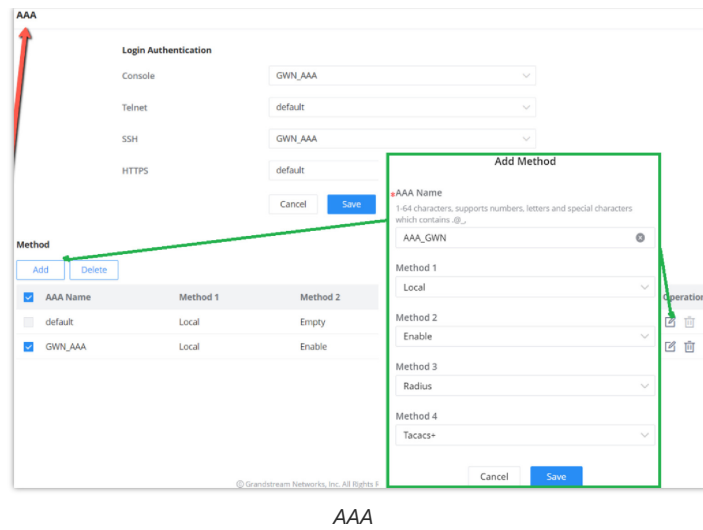 AAA
Login Authentication
Console GWN_AAA
Telnet default
SSH GWN_AAA
HTTPS default
Cancel Save
Method
Add Delete
AAA Name Method 1 Method 2 Operation
default Local Empty
GWN_AAA Local Enable
Add Method
*AAA Name
1-64 characters, supports numbers, letters and special characters
which contains .@_,
AAA_GWN
Method 1
Local
Method 2
Enable
Method 3
Radius
Method 4
Tacacs+
Cancel Save
© Grandstream Networks, Inc. All Rights
AAA